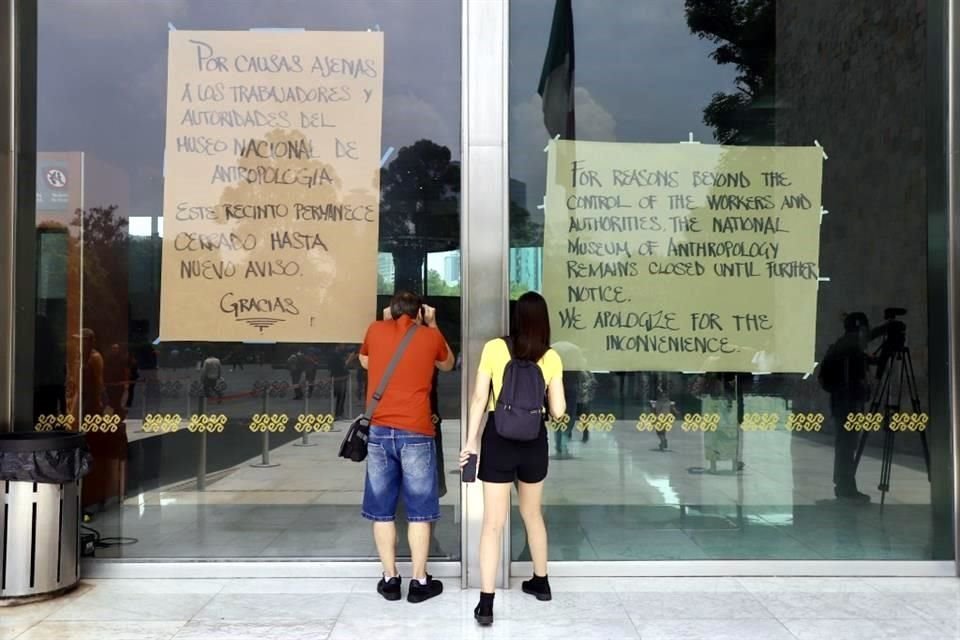 POR CAUSAS AJENAS
A LOS TRABAJADORES Y
AUTORIDADES DEL
MUSEO NACIONAL DE
ANTROPOLOGIA
ESTE RECINTO PERMANECE
CERRADO HASTA
NUEVO AVISO.
GRACIAS
FOR REASONS BEYOND THE
CONTROL OF THE WORKERS AND
AUTHORITIES. THE NATIONAL
MUSEUM OF ANTHROPOLOGY
REMAINS CLOSED UNTIL FURTHER
NOTICE.
WE APOLOGIZE FOR THE
INCONVENIENCE.